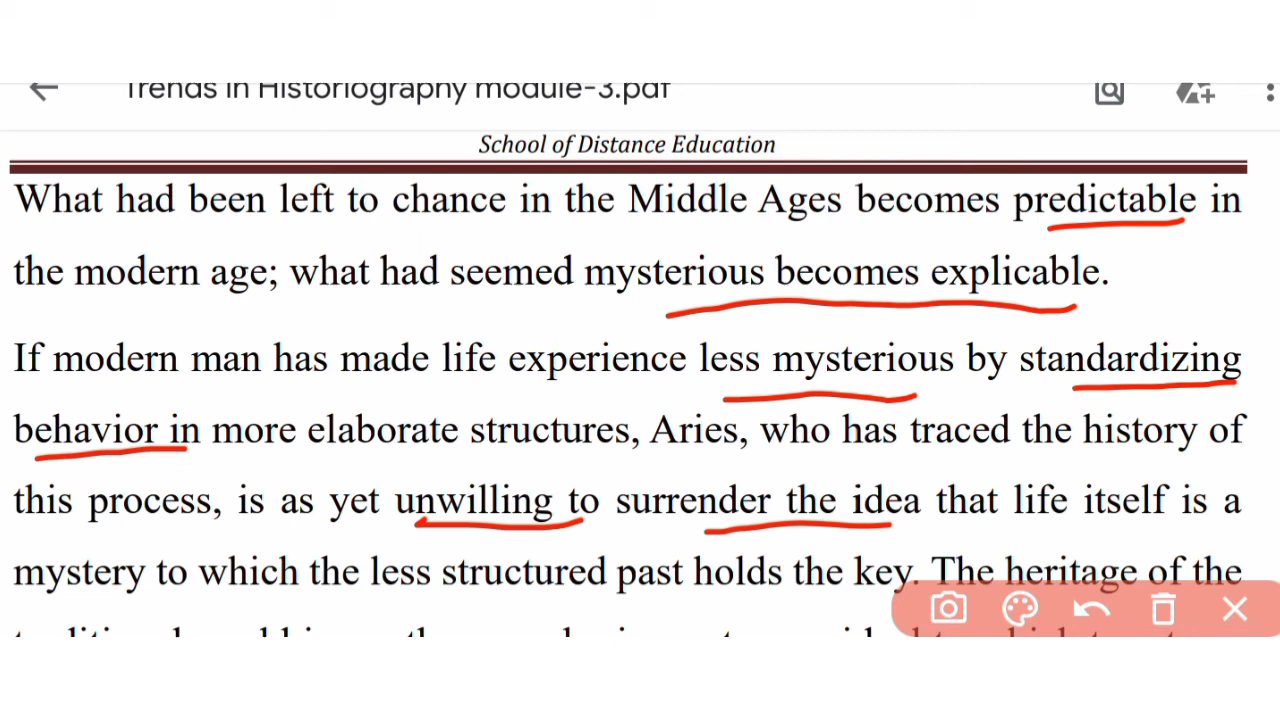 Trends in Historiography module-3.pdf
School of Distance Education
What had been left to chance in the Middle Ages becomes predictable in
the modern age; what had seemed mysterious becomes explicable.
If modern man has made life experience less mysterious by standardizing
behavior in more elaborate structures, Aries, who has traced the history of
this process, is as yet unwilling to surrender the idea that life itself is a
mystery to which the less structured past holds the key. The heritage of the